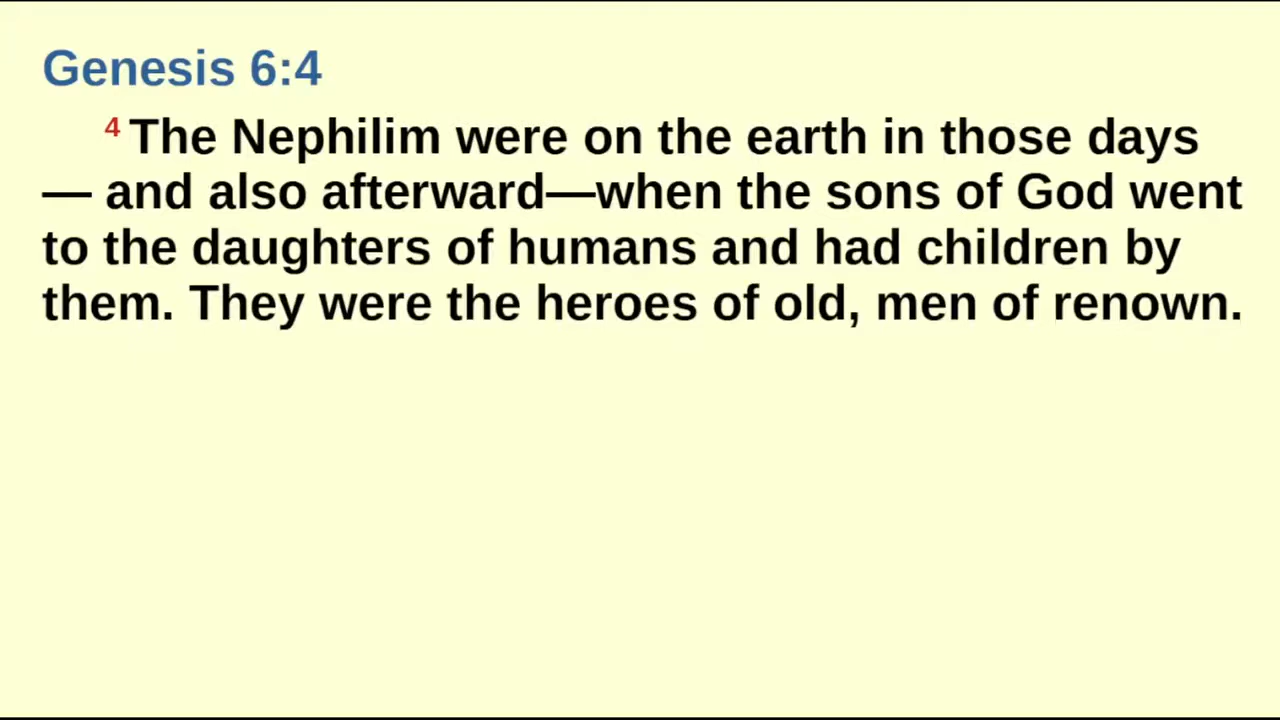 Genesis 6:4
4 The Nephilim were on the earth in those days
— and also afterward—when the sons of God went
to the daughters of humans and had children by
them. They were the heroes of old, men of renown.